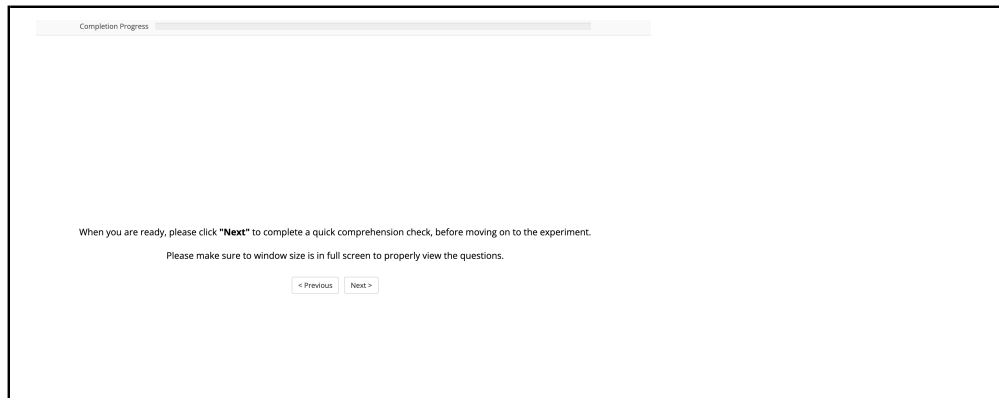 Completion Progress
When you are ready, please click "Next" to complete a quick comprehension check, before moving on to the experiment.
Please make sure to window size is in full screen to properly view the questions.
< Previous Next >